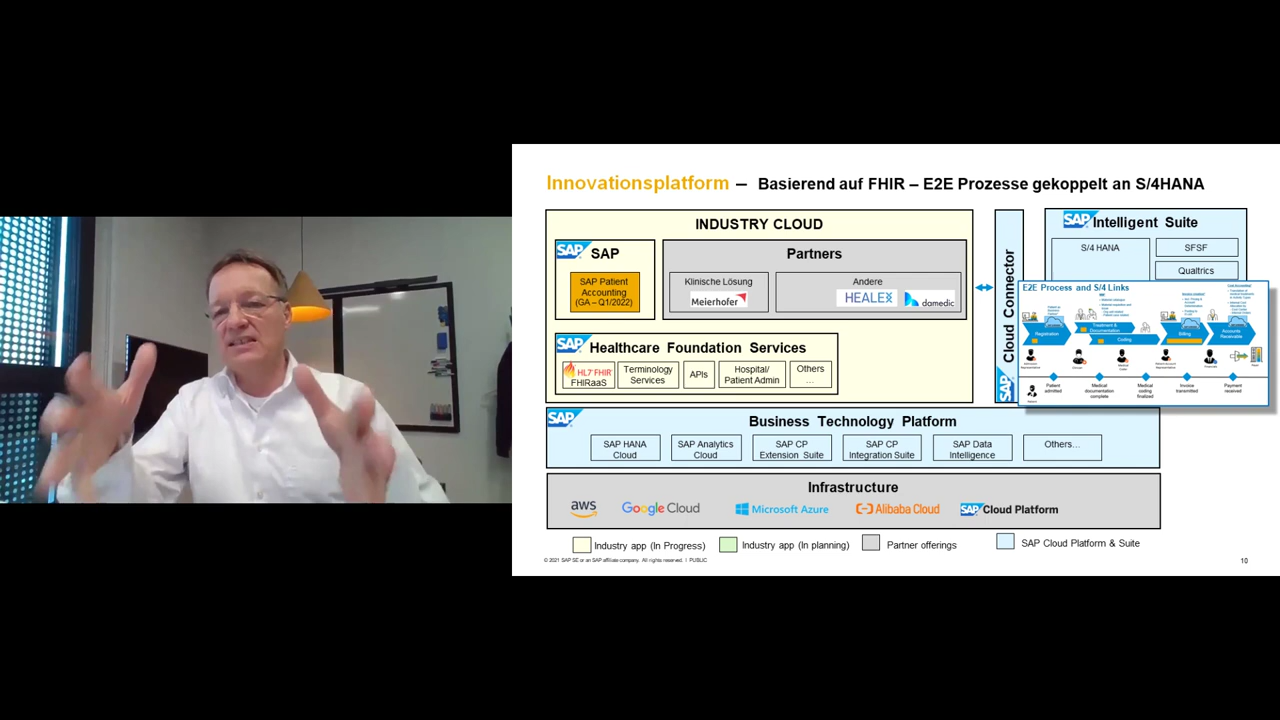 Innovationsplatform – Basierend auf FHIR – E2E Prozesse gekoppelt an S/4HANA
INDUSTRY CLOUD
SAP SAP
SAP Patient
Accounting
(GA – Q1/2022)
Partners
Klinische Lösung
Meierhofer
Andere
HEALEX
damedic
SAP Healthcare Foundation Services
HL7 FHIR
FHIRaaS
Terminology
Services
APIs
Hospital/
Patient Admin
Others
...
Cloud Connector
SAP
SAP Intelligent Suite
S/4 HANA
SFSF
Qualtrics
E2E Process and S/4 Links
Registration
Treatment &
Documentation
Coding
Billing
Accounts
Receivable
Patient
admitted
Medical
documentation
complete
Medical
coding
finalized
Invoice
transmitted
Payment
received
SAP
Business Technology Platform
SAP HANA
Cloud
SAP Analytics
Cloud
SAP CP
Extension Suite
SAP CP
Integration Suite
SAP Data
Intelligence
Others...
Infrastructure
aws
Google Cloud
Microsoft Azure
Alibaba Cloud
SAP Cloud Platform
Industry app (In Progress)
Industry app (In planning)
Partner offerings
SAP Cloud Platform & Suite
© 2021 SAP SE or an SAP affiliate company. All rights reserved. I PUBLIC
10